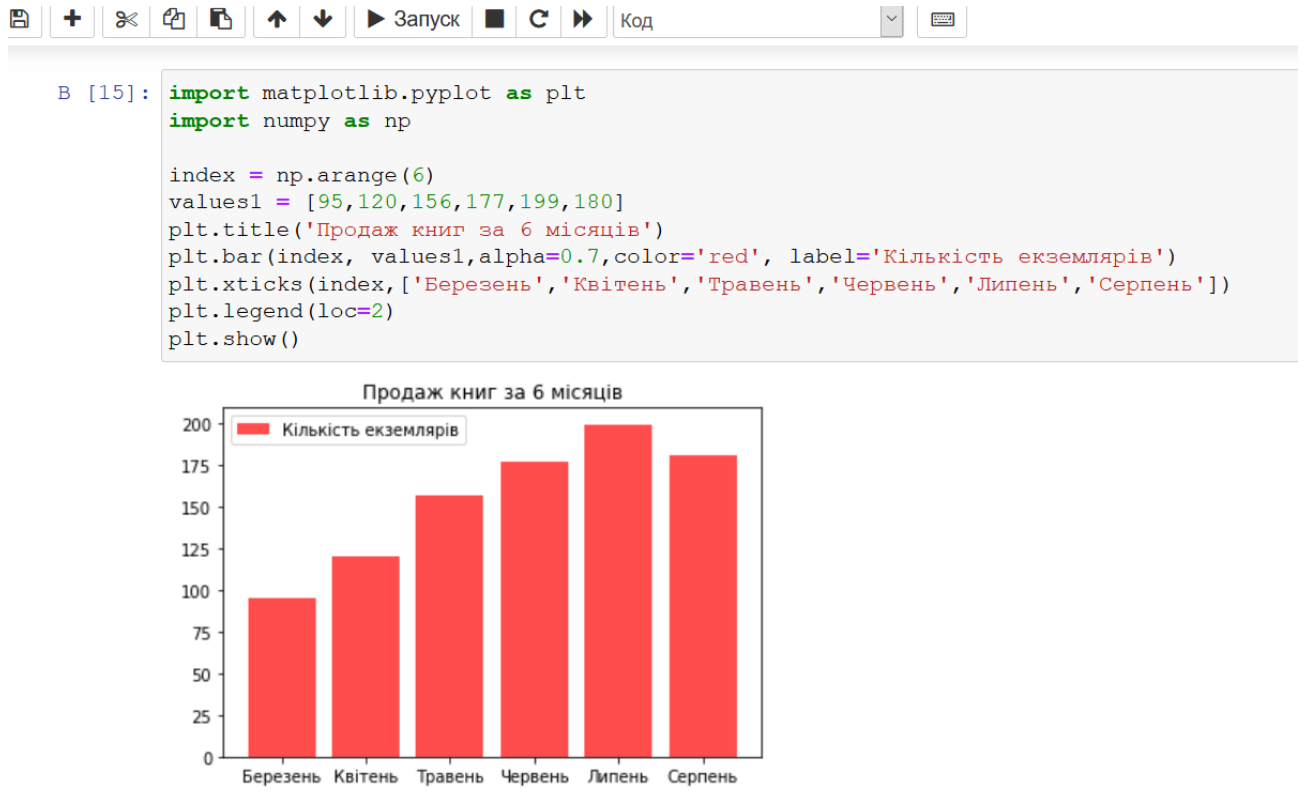 Запуск
Код
В [15]:
import matplotlib.pyplot as plt
import numpy as np
index = np.arange(6)
values1 = [95,120,156,177,199,180]
plt.title('Продаж книг за 6 місяців')
plt.bar(index, values1,alpha=0.7,color='red', label='Кількість екземлярів')
plt.xticks(index,['Березень','Квітень','Травень','Червень','Липень','Серпень'])
plt.legend(loc=2)
plt.show()
Продаж книг за 6 місяців
Кількість екземлярів
200
175
150
125
100
75
50
25
0
Березень Квітень Травень Червень Липень Серпень